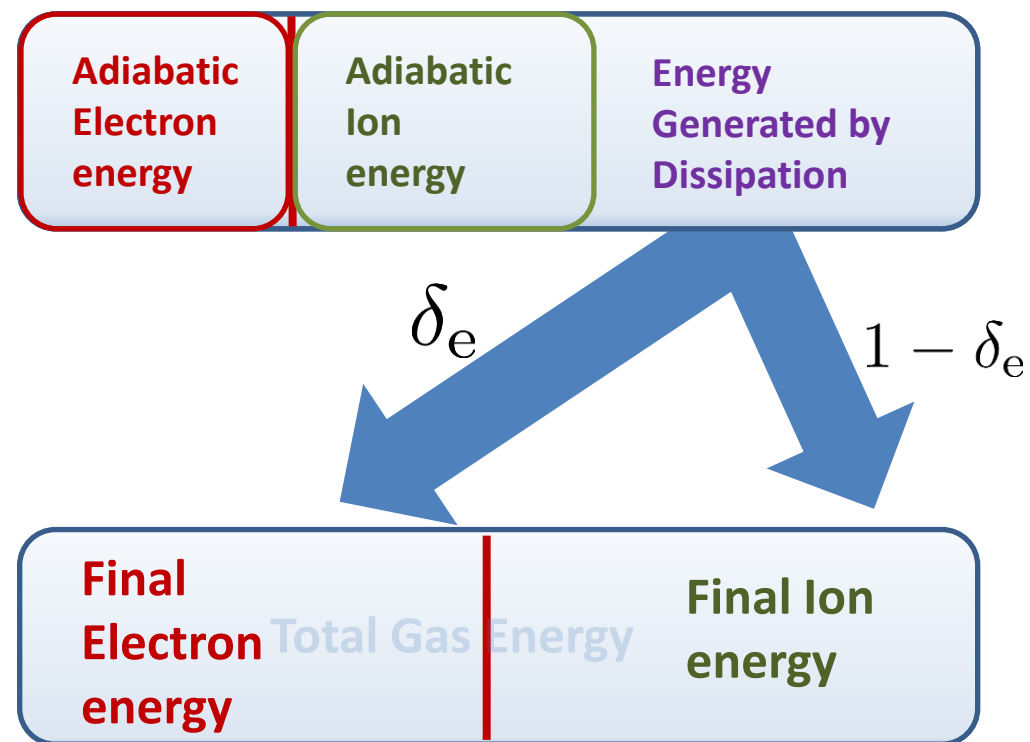 Adiabatic
Electron
energy
Adiabatic
Ion
energy
Energy
Generated by
Dissipation
δe
1 − δe
Final
Electron
energy
Total Gas Energy
Final Ion
energy